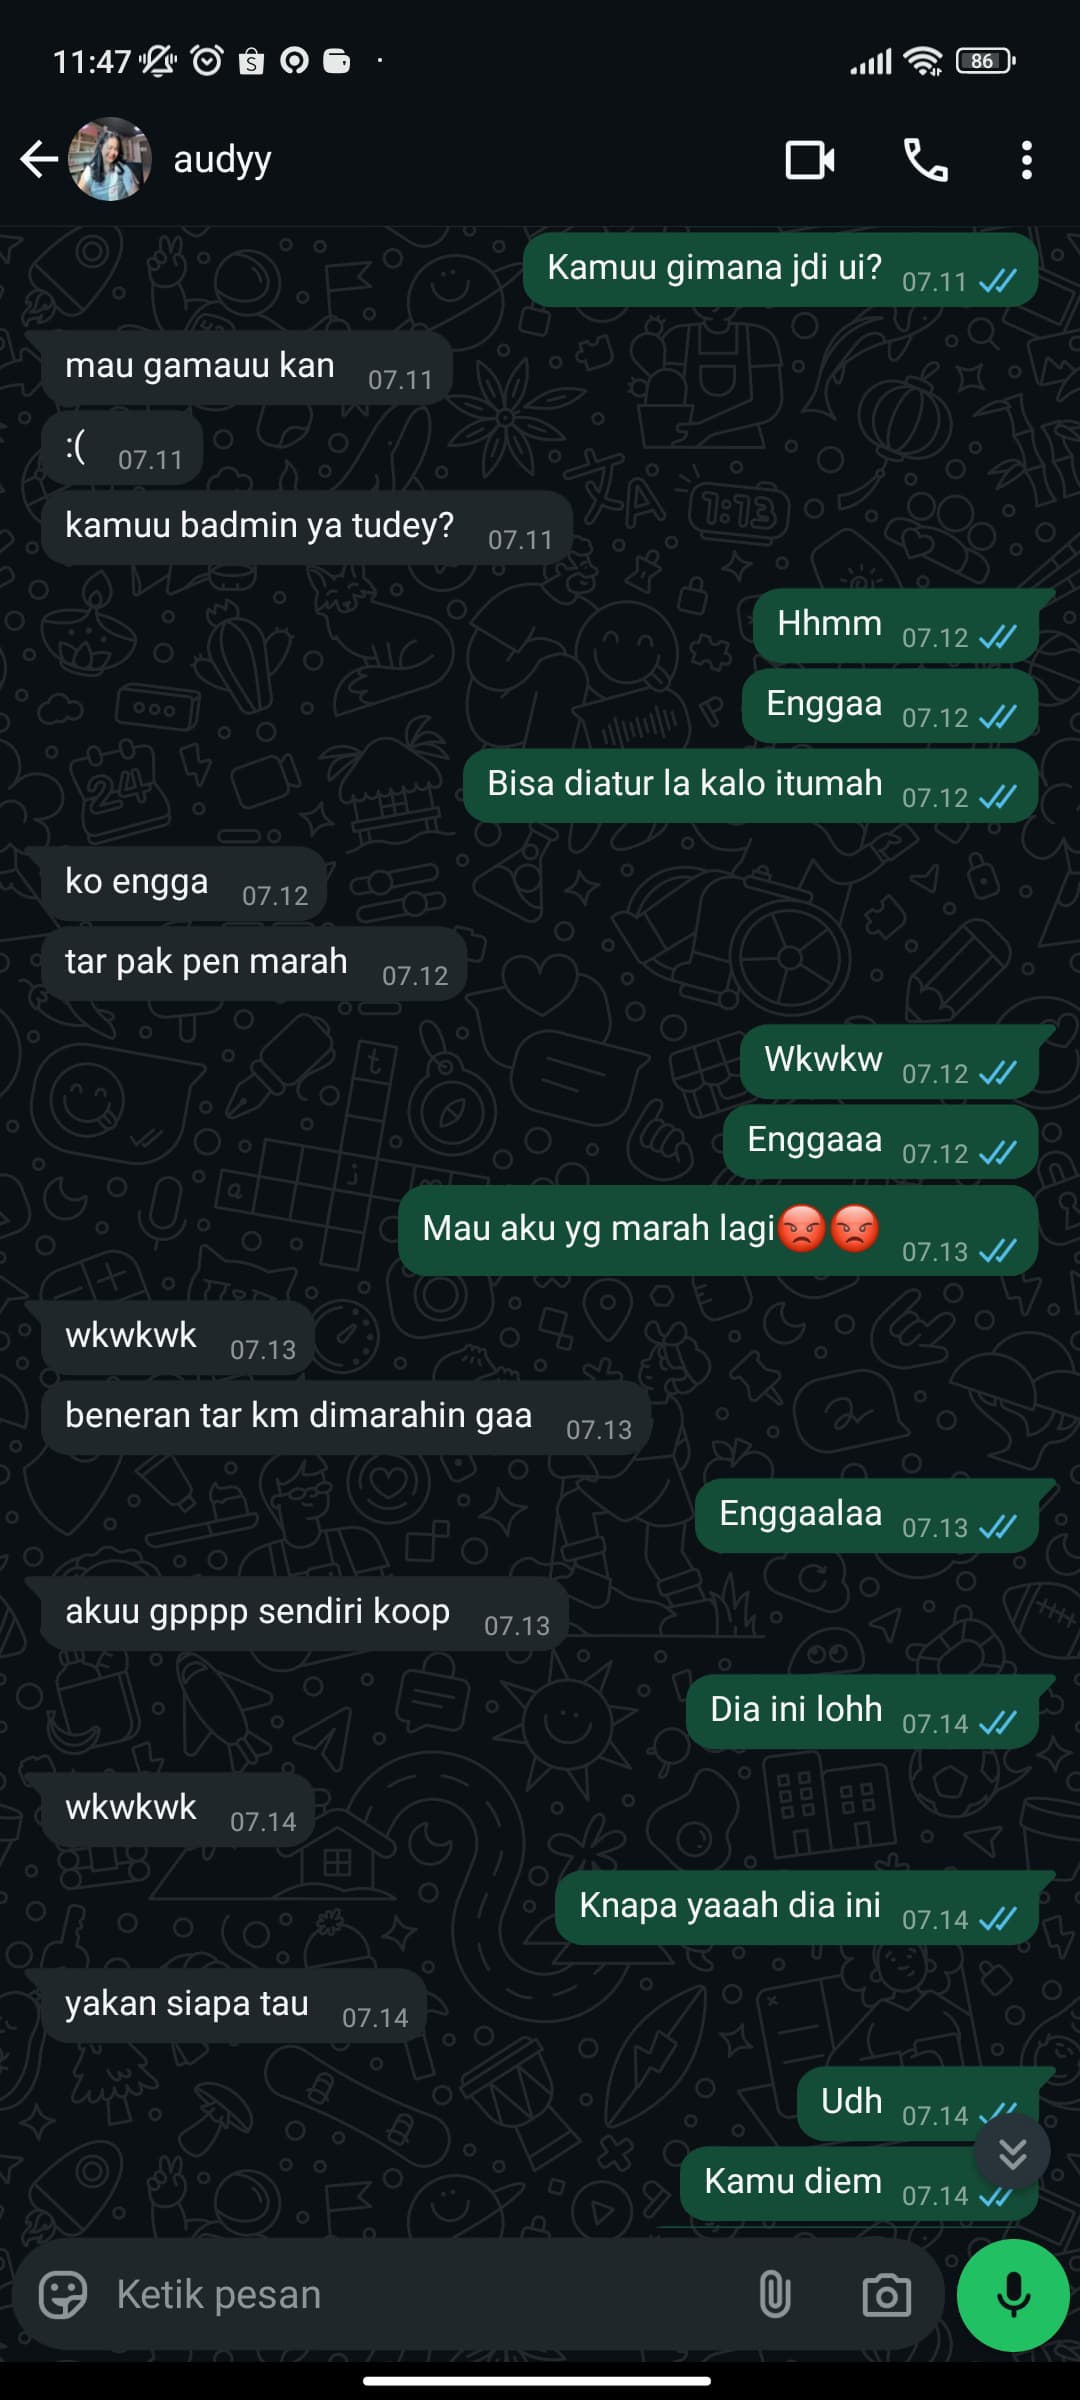 11:47
86
audyy
Kamuu gimana jdi ui? 07.11
mau gamauu kan 07.11
:( 07.11
kamuu badmin ya tudey? 07.11
Hhmm 07.12
Enggaa 07.12
Bisa diatur la kalo itumah 07.12
ko engga 07.12
tar pak pen marah 07.12
Wkwkw 07.12
Enggaaa 07.12
Mau aku yg marah lagi😡😡 07.13
wkwkwk 07.13
beneran tar km dimarahin gaa 07.13
Enggaalaa 07.13
akuu gpppp sendiri koop 07.13
Dia ini lohh 07.14
wkwkwk 07.14
Knapa yaaah dia ini 07.14
yakan siapa tau 07.14
Udh 07.14
Kamu diem 07.14
Ketik pesan